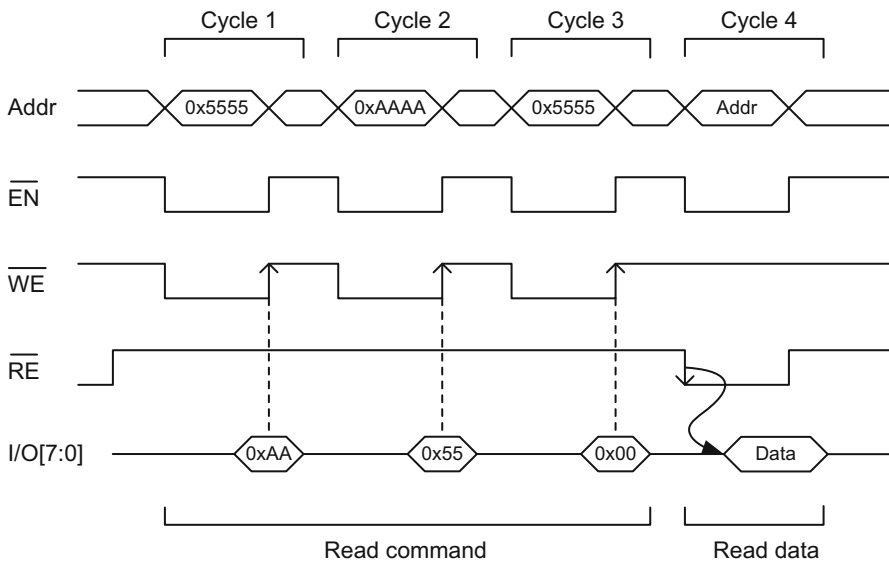 Cycle 1 Cycle 2 Cycle 3 Cycle 4
Addr 0x5555 0xAAAA 0x5555 Addr
EN
WE
RE
I/O[7:0] 0xAA 0x55 0x00 Data
Read command Read data